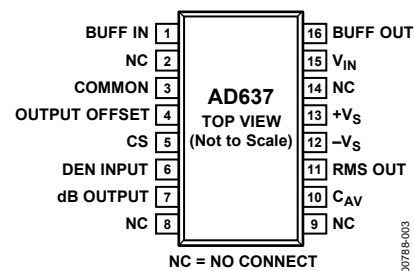 BUFF IN 1
NC 2
COMMON 3
OUTPUT OFFSET 4
CS 5
DEN INPUT 6
dB OUTPUT 7
NC 8
AD637
TOP VIEW
(Not to Scale)
16 BUFF OUT
15 VIN
14 NC
13 +VS
12 –VS
11 RMS OUT
10 CAV
9 NC
NC = NO CONNECT
00788-003